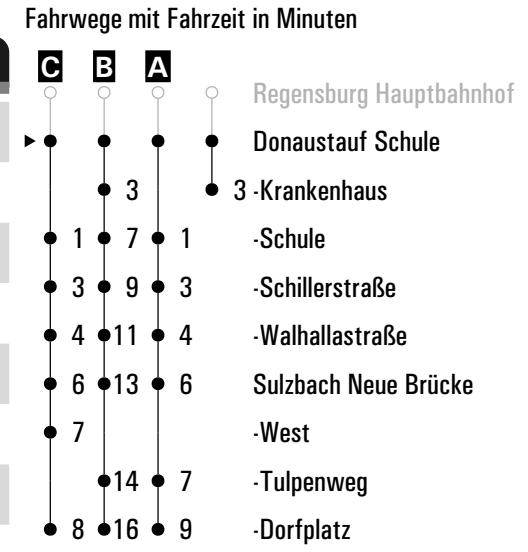 Fahrwege mit Fahrzeit in Minuten
C B A
Regensburg Hauptbahnhof
Donaustauf Schule
3 3 -Krankenhaus
1 7 1 -Schule
3 9 3 -Schillerstraße
4 11 4 -Walhallastraße
6 13 6 Sulzbach Neue Brücke
7 -West
14 7 -Tulpenweg
8 16 9 -Dorfplatz